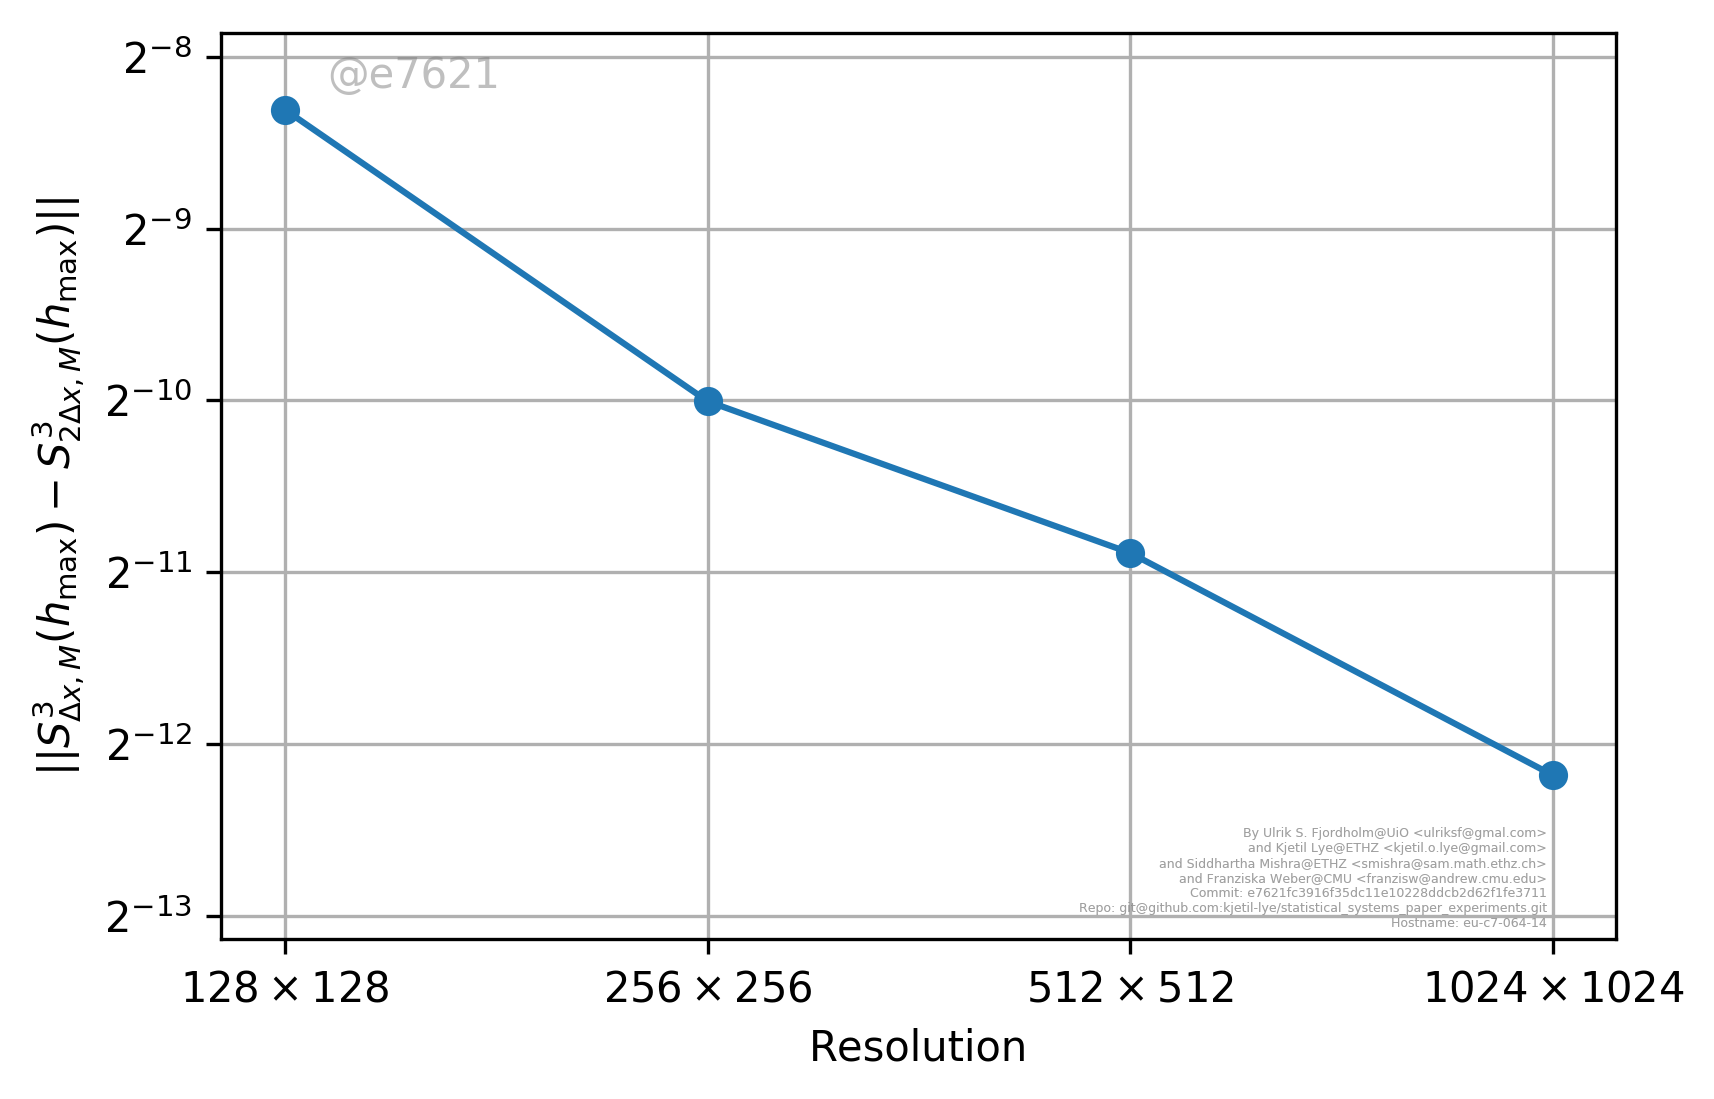 @e7621
2⁻⁸
2⁻⁹
2⁻¹⁰
2⁻¹¹
2⁻¹²
2⁻¹³
||S³_{Δx,M}(h_max) − S³_{2Δx,M}(h_max)||
By Ulrik S. Fjordholm@UiO <ulriksf@gmal.com>
and Kjetil Lye@ETHZ <kjetil.o.lye@gmail.com>
and Siddhartha Mishra@ETHZ <smishra@sam.math.ethz.ch>
and Franziska Weber@CMU <franzisw@andrew.cmu.edu>
Commit: e7621fc3916f35dc11e10228ddcb2d62f1fe3711
Repo: git@github.com:kjetil-lye/statistical_systems_paper_experiments.git
Hostname: eu-c7-064-14
128 × 128 256 × 256 512 × 512 1024 × 1024
Resolution